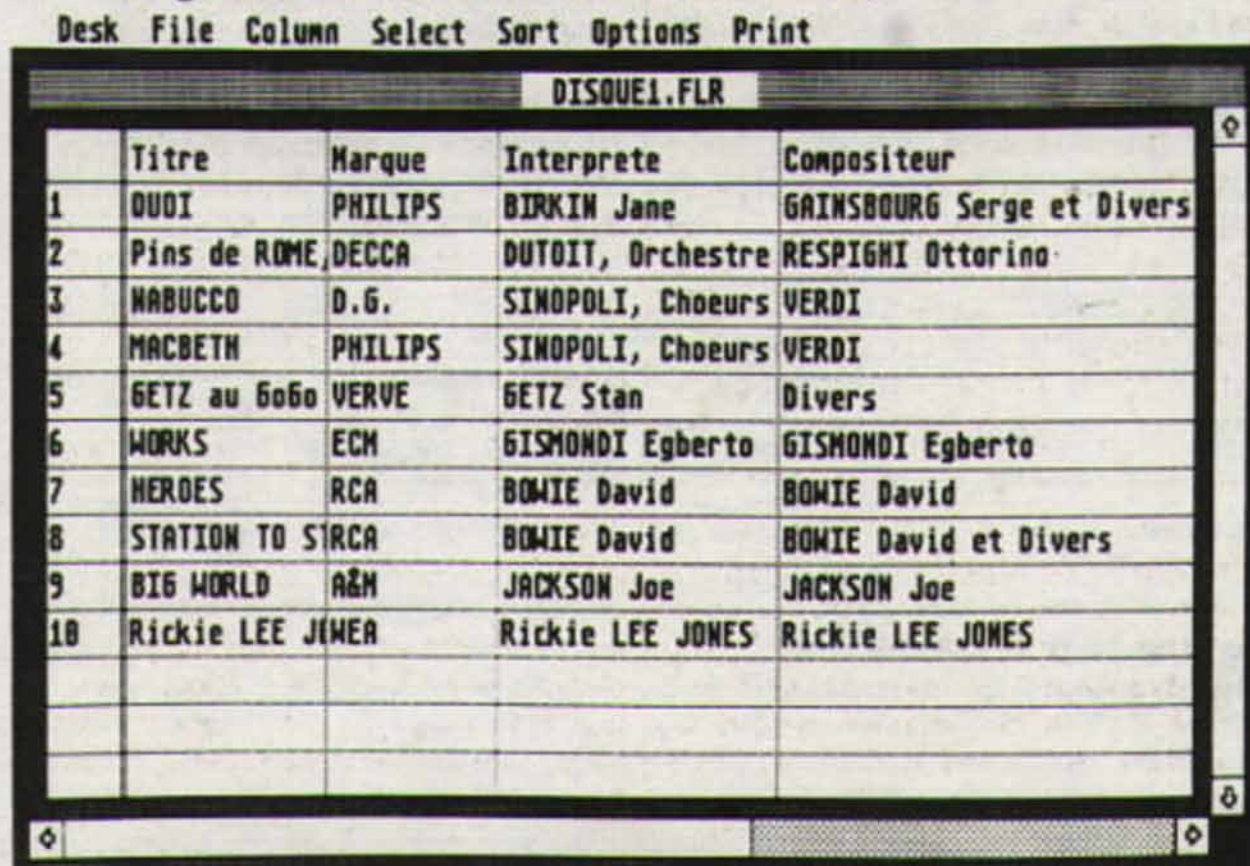 Desk File Column Select Sort Options Print
DISQUE1.FLR
Titre Marque Interprete Compositeur
1 QUOI PHILIPS BIRKIN Jane GAINSBOURG Serge et Divers
2 Pins de ROME, DECCA DUTOIT, Orchestre RESPIGHI Ottorino
3 NABUCCO D.G. SINOPOLI, Choeurs VERDI
4 MACBETH PHILIPS SINOPOLI, Choeurs VERDI
5 GETZ au GoGo VERVE GETZ Stan Divers
6 WORKS ECM GISMONDI Egberto GISMONDI Egberto
7 HEROES RCA BOWIE David BOWIE David
8 STATION TO ST RCA BOWIE David BOWIE David et Divers
9 BIG WORLD A&M JACKSON Joe JACKSON Joe
10 Rickie LEE JO WEA Rickie LEE JONES Rickie LEE JONES